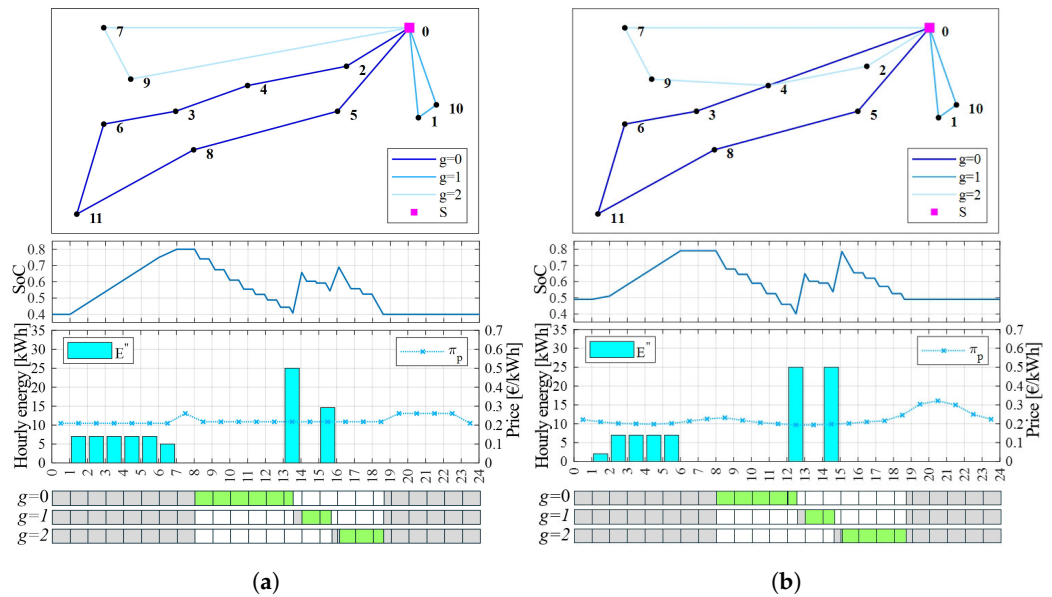 7
0
2
9
4
10
3
1
6
5
8
11
g=0
g=1
g=2
S
SoC
0.8
0.7
0.6
0.5
0.4
Hourly energy [kWh]
35
30
25
20
15
10
5
0
E"
π_p
0.7
0.6
0.5
0.4
0.3
0.2
0.1
0
Price [€/kWh]
0 1 2 3 4 5 6 7 8 9 10 11 12 13 14 15 16 17 18 19 20 21 22 23 24
g=0
g=1
g=2
(a)
7
0
2
9
4
10
3
1
6
5
8
11
g=0
g=1
g=2
S
SoC
0.8
0.7
0.6
0.5
0.4
Hourly energy [kWh]
35
30
25
20
15
10
5
0
E"
π_p
0.7
0.6
0.5
0.4
0.3
0.2
0.1
0
Price [€/kWh]
0 1 2 3 4 5 6 7 8 9 10 11 12 13 14 15 16 17 18 19 20 21 22 23 24
g=0
g=1
g=2
(b)